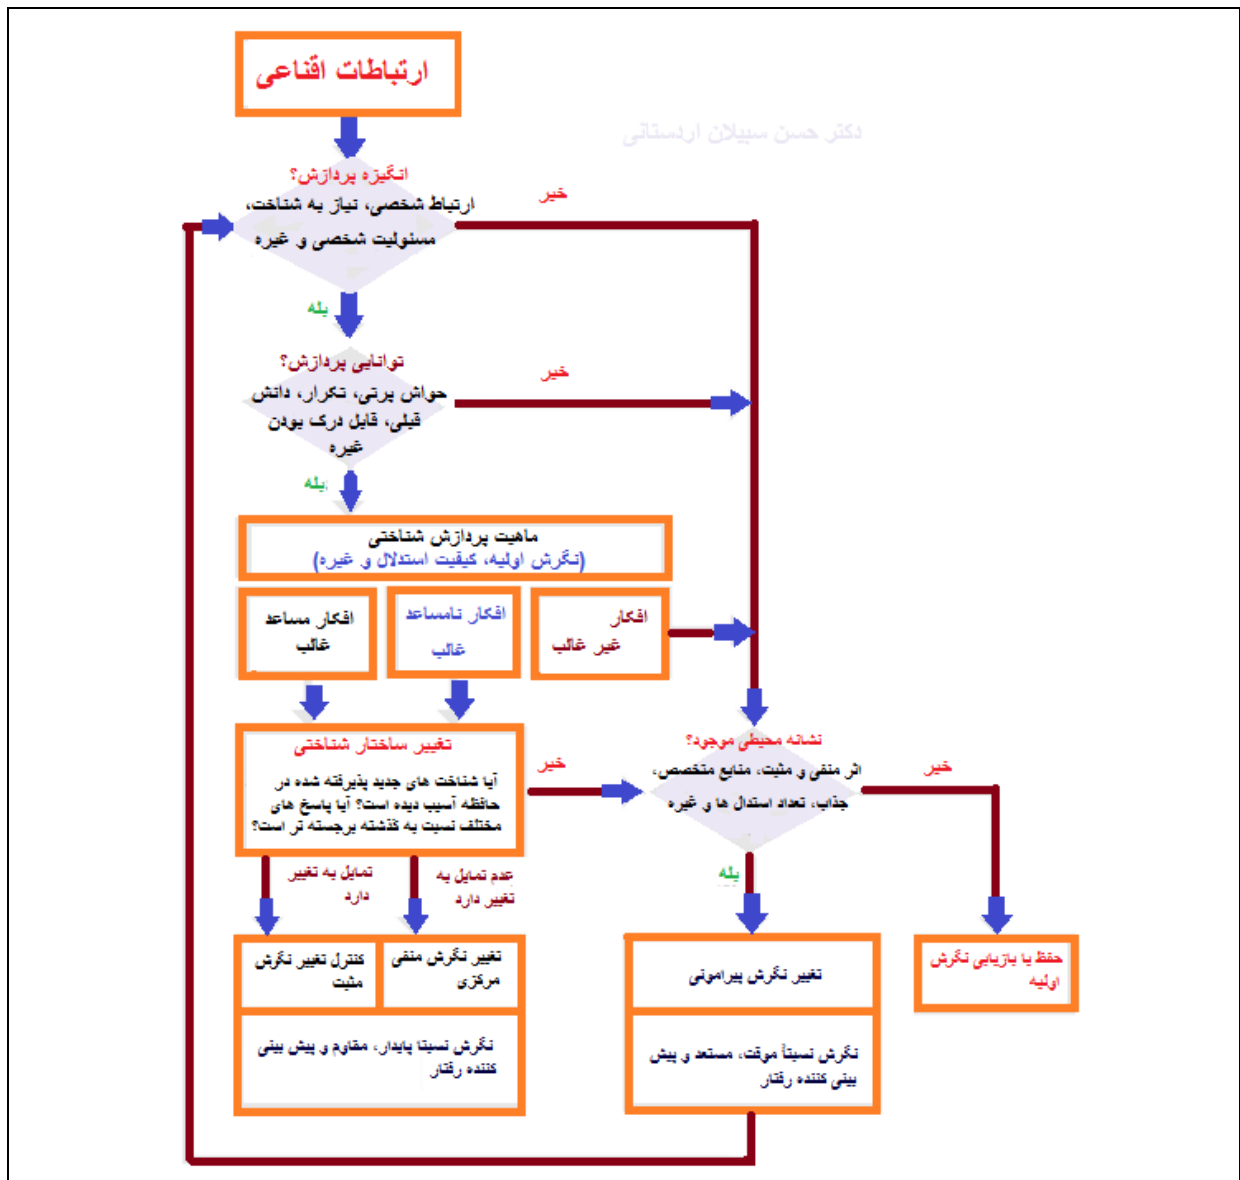 ارتباطات اقناعی
دکتر حسن سبیلان اردستانی
انگیزه پردازش؟
ارتباط شخصی، نیاز به شناخت،
مسئولیت شخصی و غیره
خیر
بله
توانایی پردازش؟
حواش پرتی، تکرار، دانش
قبلی، قابل درک بودن
غیره
خیر
بله
ماهیت پردازش شناختی
(نگرش اولیه، کیفیت استدلال و غیره)
افکار مساعد
غالب
افکار نامساعد
غالب
افکار
غیر غالب
تغییر ساختار شناختی
آیا شناخت های جدید پذیرفته شده در
حافظه آسیب دیده است؟ آیا پاسخ های
مختلف نسبت به گذشته برجسته تر است؟
خیر
نشانه محیطی موجود؟
اثر منفی و مثبت، منابع متخصص،
جذاب، تعداد استدلال ها و غیره
خیر
بله
تمایل به تغییر
دارد
عدم تمایل به
تغییر دارد
کنترل تغییر نگرش
مثبت
تغییر نگرش منفی
مرکزی
نگرش نسبتا پایدار، مقاوم و پیش بینی
کننده رفتار
تغییر نگرش پیرامونی
نگرش نسبتاً موقت، مستعد و پیش
بینی کننده رفتار
حفظ یا بازیابی نگرش
اولیه